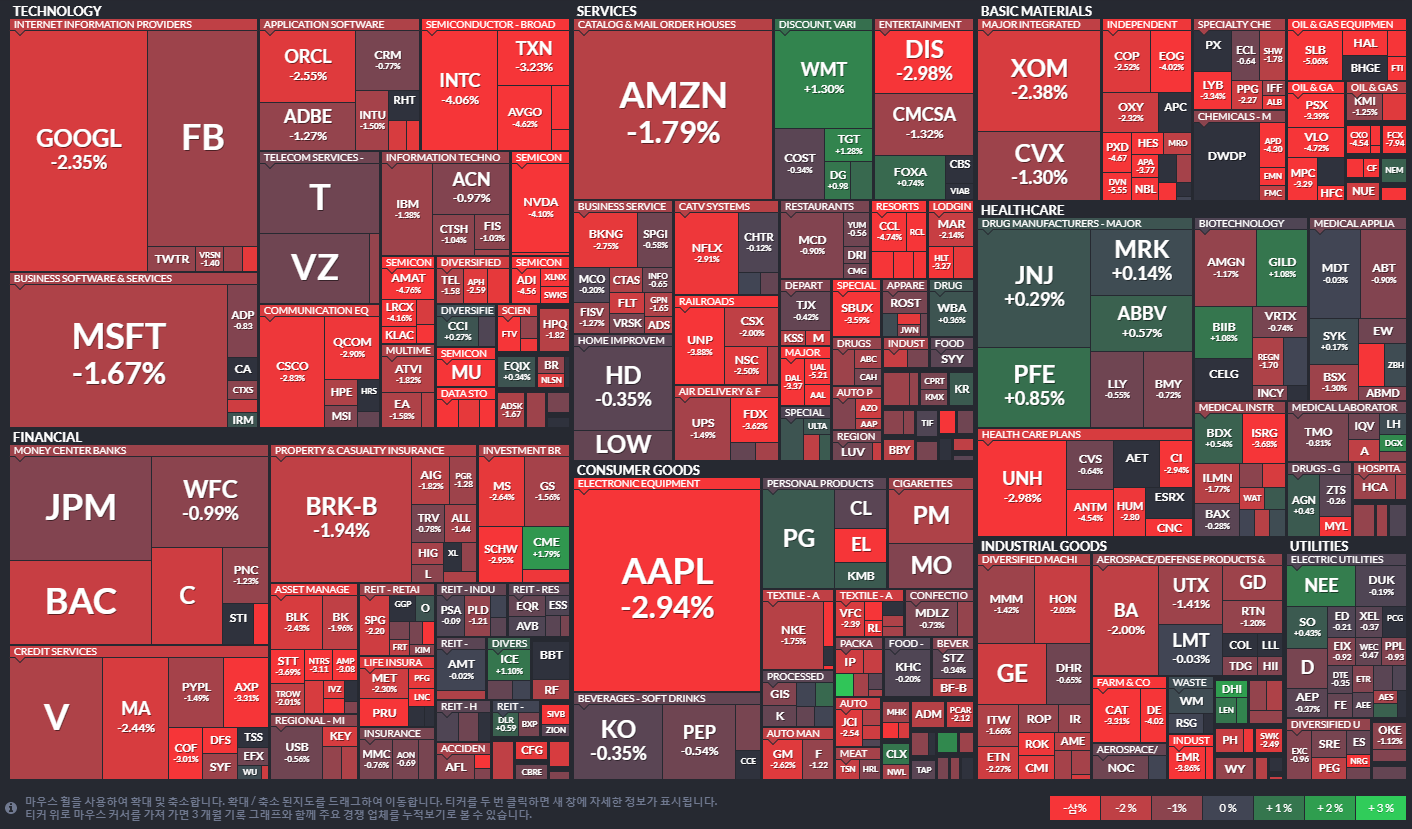 TECHNOLOGY
INTERNET INFORMATION PROVIDERS
GOOGL
-2.35%
FB
TWTR
VRSN
-1.40
APPLICATION SOFTWARE
ORCL
-2.55%
CRM
-0.77%
ADBE
-1.27%
INTU
-1.50%
RHT
SEMICONDUCTOR - BROAD
INTC
-4.06%
TXN
-3.23%
AVGO
-4.62%
BUSINESS SOFTWARE & SERVICES
MSFT
-1.67%
ADP
-0.83
CA
CTXS
IRM
TELECOM SERVICES -
T
VZ
INFORMATION TECHNO
IBM
-1.38%
ACN
-0.97%
CTSH
-1.04%
FIS
-1.03%
SEMICON
NVDA
-4.10%
COMMUNICATION EQ
CSCO
-2.83%
QCOM
-2.90%
HPE
HRS
MSI
SEMICON
AMAT
-4.76%
LRCX
-4.16%
KLAC
DIVERSIFIED
TEL
-1.58
APH
-2.59
SEMICON
ADI
-4.56
XLNX
SWKS
DIVERSIFIE
CCI
+0.27%
SCIEN
FTV
HPQ
-1.82
MULTIME
ATVI
-1.82%
EA
-1.58%
SEMICON
MU
EQIX
+0.34%
BR
NLSN
DATA STO
ADSK
-1.67
FINANCIAL
MONEY CENTER BANKS
JPM
WFC
-0.99%
BAC
C
PNC
-1.23%
STI
CREDIT SERVICES
V
MA
-2.44%
PYPL
-1.49%
AXP
-3.31%
COF
-3.01%
DFS
SYF
TSS
EFX
WU
PROPERTY & CASUALTY INSURANCE
BRK-B
-1.94%
AIG
-1.82%
PGR
-1.28
TRV
-0.78%
ALL
-1.44
HIG
XL
L
INVESTMENT BR
MS
-2.64%
GS
-1.56%
SCHW
-2.95%
CME
+1.79%
ASSET MANAGE
BLK
-2.43%
BK
-1.96%
STT
-3.69%
NTRS
-3.11
AMP
-3.08
TROW
-2.01%
IVZ
REIT - RETAI
SPG
-2.20
GGP
O
FRT
KIM
REIT - INDU
PSA
-0.09
PLD
-1.21
REIT - RES
EQR
ESS
AVB
LIFE INSURA
MET
-2.30%
PFG
LNC
PRU
REIT -
AMT
-0.02%
DIVERS
ICE
+1.10%
BBT
RF
REGIONAL - MI
USB
-0.56%
KEY
INSURANCE
MMC
-0.76%
AON
-0.69
REIT - H
REIT -
DLR
+0.59
BXP
SIVB
ZION
ACCIDEN
AFL
CFG
CBRE
SERVICES
CATALOG & MAIL ORDER HOUSES
AMZN
-1.79%
DISCOUNT, VARI
WMT
+1.30%
COST
-0.34%
TGT
+1.28%
DG
+0.98
ENTERTAINMENT
DIS
-2.98%
CMCSA
-1.32%
FOXA
+0.74%
CBS
VIAB
BUSINESS SERVICE
BKNG
-2.75%
SPGI
-0.58%
MCO
-0.20%
CTAS
INFO
-0.65
FISV
-1.27%
FLT
GPN
-1.65
VRSK
ADS
CATV SYSTEMS
NFLX
-2.91%
CHTR
-0.12%
RESTAURANTS
MCD
-0.90%
YUM
-0.56
DRI
CMG
RESORTS
CCL
-4.74%
RCL
LODGIN
MAR
-2.14%
HLT
-3.27
HOME IMPROVEM
HD
-0.35%
LOW
RAILROADS
UNP
-3.88%
CSX
-2.00%
NSC
-2.50%
DEPART
TJX
-0.42%
KSS
M
SPECIAL
SBUX
-3.59%
APPARE
ROST
JWN
DRUG
WBA
+0.36%
MAJOR
DAL
-3.37
UAL
-5.21
AAL
DRUGS
ABC
CAH
INDUST
FOOD
SYY
AIR DELIVERY & F
UPS
-1.49%
FDX
-3.62%
AUTO P
AZO
AAP
CPRT
KMX
KR
SPECIAL
ULTA
REGION
LUV
BBY
TIF
CONSUMER GOODS
ELECTRONIC EQUIPMENT
AAPL
-2.94%
PERSONAL PRODUCTS
PG
CL
EL
KMB
CIGARETTES
PM
MO
TEXTILE - A
NKE
-1.75%
TEXTILE - A
VFC
-2.39
RL
CONFECTIO
MDLZ
-0.73%
PACKA
IP
FOOD -
KHC
-0.20%
BEVER
STZ
-0.34%
BF-B
BEVERAGES - SOFT DRINKS
KO
-0.35%
PEP
-0.54%
CCE
PROCESSED
GIS
K
AUTO
JCI
-2.54
MHK
ADM
PCAR
-2.12
AUTO MAN
GM
-2.62%
F
-1.22
MEAT
TSN
HRL
CLX
NWL
TAP
BASIC MATERIALS
MAJOR INTEGRATED
XOM
-2.38%
CVX
-1.30%
INDEPENDENT
COP
-2.52%
EOG
-4.02%
OXY
-2.32%
APC
PXD
-4.67
HES
MRO
APA
-3.77
DVN
-5.55
NBL
SPECIALTY CHE
PX
ECL
-0.64
SHW
-1.78
LYB
-3.34%
PPG
-2.27
IFF
ALB
CHEMICALS - M
DWDP
APD
-4.30
EMN
FMC
OIL & GAS EQUIPMEN
SLB
-5.06%
HAL
BHGE
FTI
OIL & GA
PSX
-3.39%
VLO
-4.72%
MPC
-3.29
HFC
OIL & GAS
KMI
-1.25%
CXO
-4.54
FCX
-7.94
CF
NEM
NUE
HEALTHCARE
DRUG MANUFACTURERS - MAJOR
JNJ
+0.29%
MRK
+0.14%
ABBV
+0.57%
PFE
+0.85%
LLY
-0.55%
BMY
-0.72%
BIOTECHNOLOGY
AMGN
-1.17%
GILD
+1.08%
BIIB
+1.08%
VRTX
-0.74%
CELG
REGN
-1.70
INCY
MEDICAL APPLIA
MDT
-0.03%
ABT
-0.90%
SYK
+0.17%
EW
BSX
-1.30%
ZBH
ABMD
HEALTH CARE PLANS
UNH
-2.98%
CVS
-0.64%
AET
CI
-2.94%
ANTM
-4.54%
HUM
-2.80
ESRX
CNC
MEDICAL INSTR
BDX
+0.54%
ISRG
-3.68%
ILMN
-1.77%
WAT
BAX
-0.28%
MEDICAL LABORATOR
TMO
-0.81%
IQV
LH
A
DGX
DRUGS - G
AGN
+0.43
ZTS
-0.26
MYL
HOSPITA
HCA
INDUSTRIAL GOODS
DIVERSIFIED MACHI
MMM
-1.42%
HON
-2.03%
GE
DHR
-0.65%
ITW
-1.66%
ROP
IR
ROK
AME
ETN
-2.27%
CMI
AEROSPACE/DEFENSE PRODUCTS &
BA
-2.00%
UTX
-1.41%
GD
RTN
-1.20%
LMT
-0.03%
COL
LLL
TDG
HII
FARM & CO
CAT
-3.31%
DE
-4.02
WASTE
WM
RSG
DHI
LEN
AEROSPACE/
NOC
INDUST
EMR
-3.86%
PH
SWK
-2.49
WY
UTILITIES
ELECTRIC UTILITIES
NEE
DUK
-0.19%
SO
+0.43%
ED
-0.21
XEL
-0.37
PCG
D
EIX
-0.92
WEC
-0.47
PPL
-0.93
DTE
-0.35
ETR
AEP
-0.37%
FE
AEE
AES
DIVERSIFIED U
EXC
-0.96
SRE
ES
PEG
NRG
OKE
-1.12%
마우스 휠을 사용하여 확대 및 축소합니다. 확대 / 축소 된지도를 드래그하여 이동합니다. 티커를 두 번 클릭하면 새 창에 자세한 정보가 표시됩니다.
티커 위로 마우스 커서를 가져 가면 3 개월 기록 그래프와 함께 주요 경쟁 업체를 누적보기로 볼 수 있습니다.
-삼% -2 % -1% 0 % +1 % +2 % +3 %